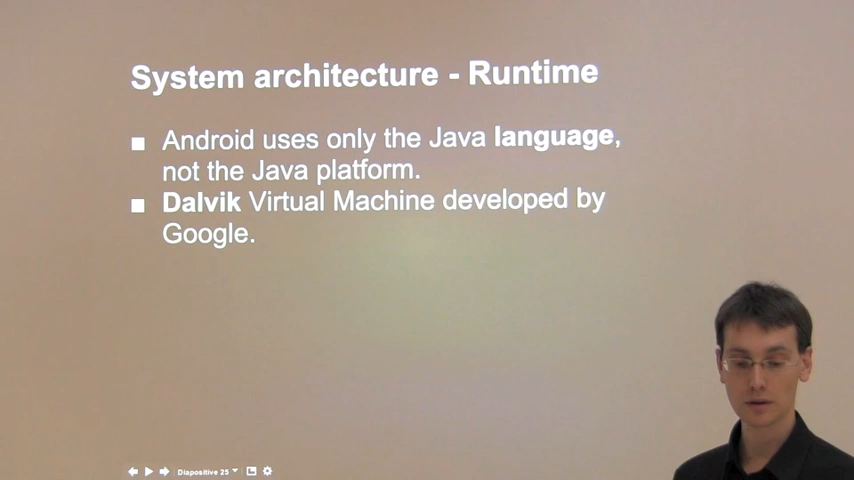 System architecture - Runtime
■ Android uses only the Java language,
not the Java platform.
■ Dalvik Virtual Machine developed by
Google.
Diapositive 25